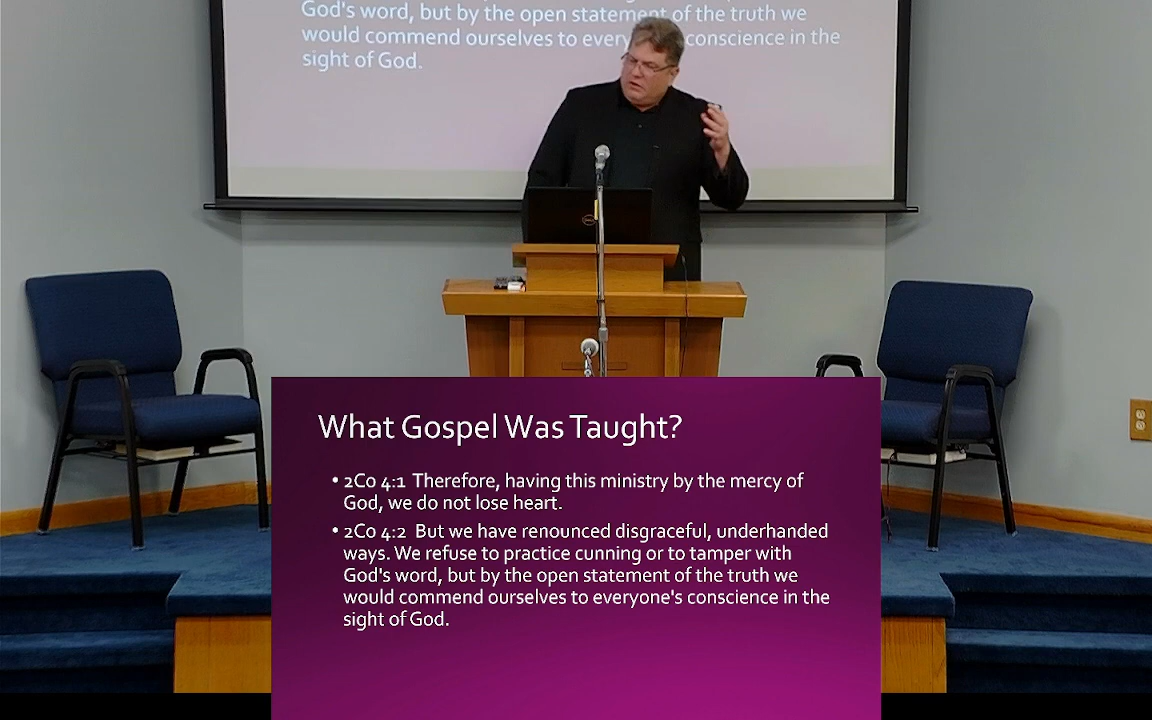 God's word, but by the open statement of the truth we
would commend ourselves to every conscience in the
sight of God.
DELL
What Gospel Was Taught?
• 2Co 4:1 Therefore, having this ministry by the mercy of
God, we do not lose heart.
• 2Co 4:2 But we have renounced disgraceful, underhanded
ways. We refuse to practice cunning or to tamper with
God's word, but by the open statement of the truth we
would commend ourselves to everyone's conscience in the
sight of God.